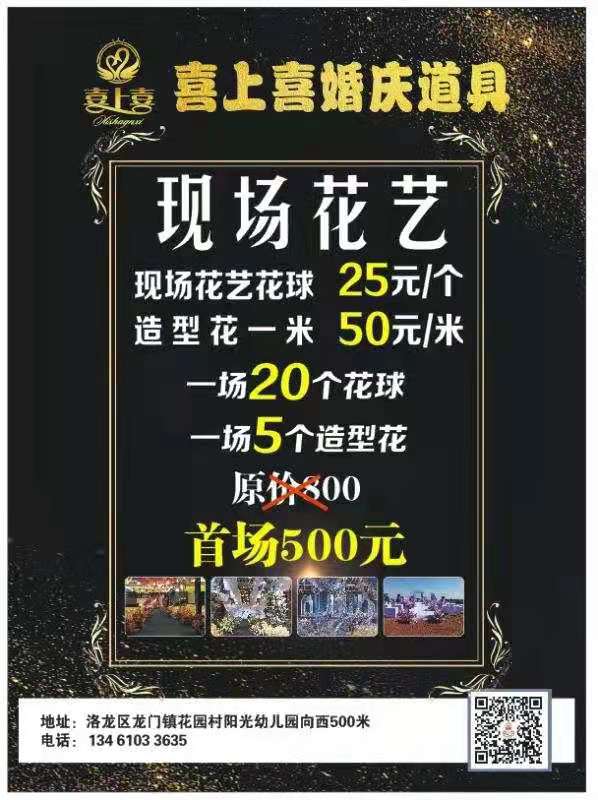 喜上喜
Xishagnxi
喜上喜婚庆道具
现场花艺
现场花艺花球 25元/个
造型花一米 50元/米
一场20个花球
一场5个造型花
原价800
首场500元
地址：洛龙区龙门镇花园村阳光幼儿园向西500米
电话： 134 6103 3635